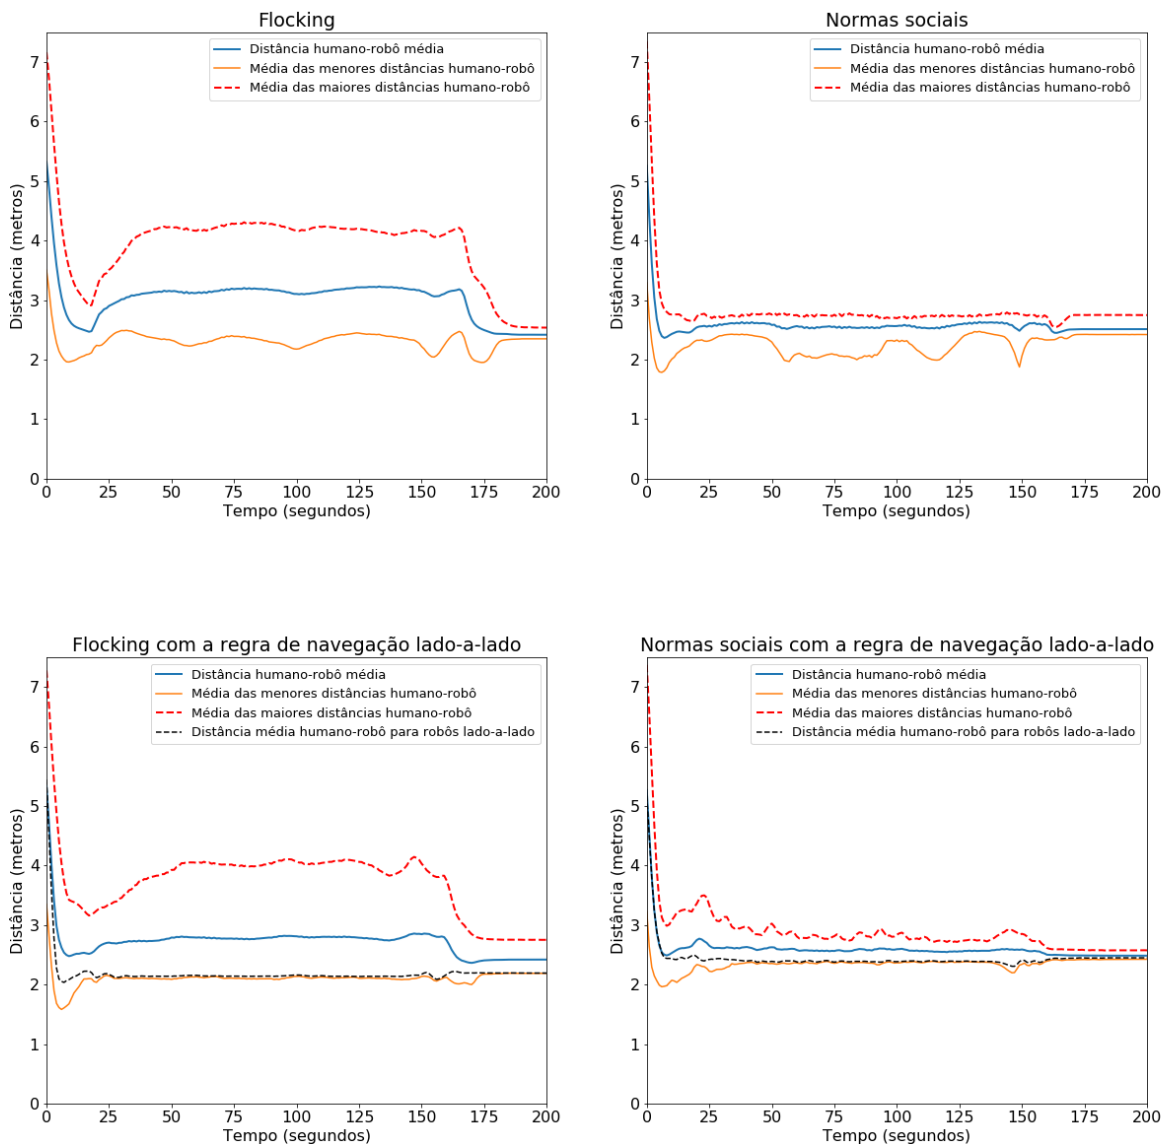 Flocking
Distância humano-robô média
Média das menores distâncias humano-robô
Média das maiores distâncias humano-robô
Distância (metros)
7
6
5
4
3
2
1
0
0 25 50 75 100 125 150 175 200
Tempo (segundos)
Normas sociais
Distância humano-robô média
Média das menores distâncias humano-robô
Média das maiores distâncias humano-robô
Distância (metros)
7
6
5
4
3
2
1
0
0 25 50 75 100 125 150 175 200
Tempo (segundos)
Flocking com a regra de navegação lado-a-lado
Distância humano-robô média
Média das menores distâncias humano-robô
Média das maiores distâncias humano-robô
Distância média humano-robô para robôs lado-a-lado
Distância (metros)
7
6
5
4
3
2
1
0
0 25 50 75 100 125 150 175 200
Tempo (segundos)
Normas sociais com a regra de navegação lado-a-lado
Distância humano-robô média
Média das menores distâncias humano-robô
Média das maiores distâncias humano-robô
Distância média humano-robô para robôs lado-a-lado
Distância (metros)
7
6
5
4
3
2
1
0
0 25 50 75 100 125 150 175 200
Tempo (segundos)